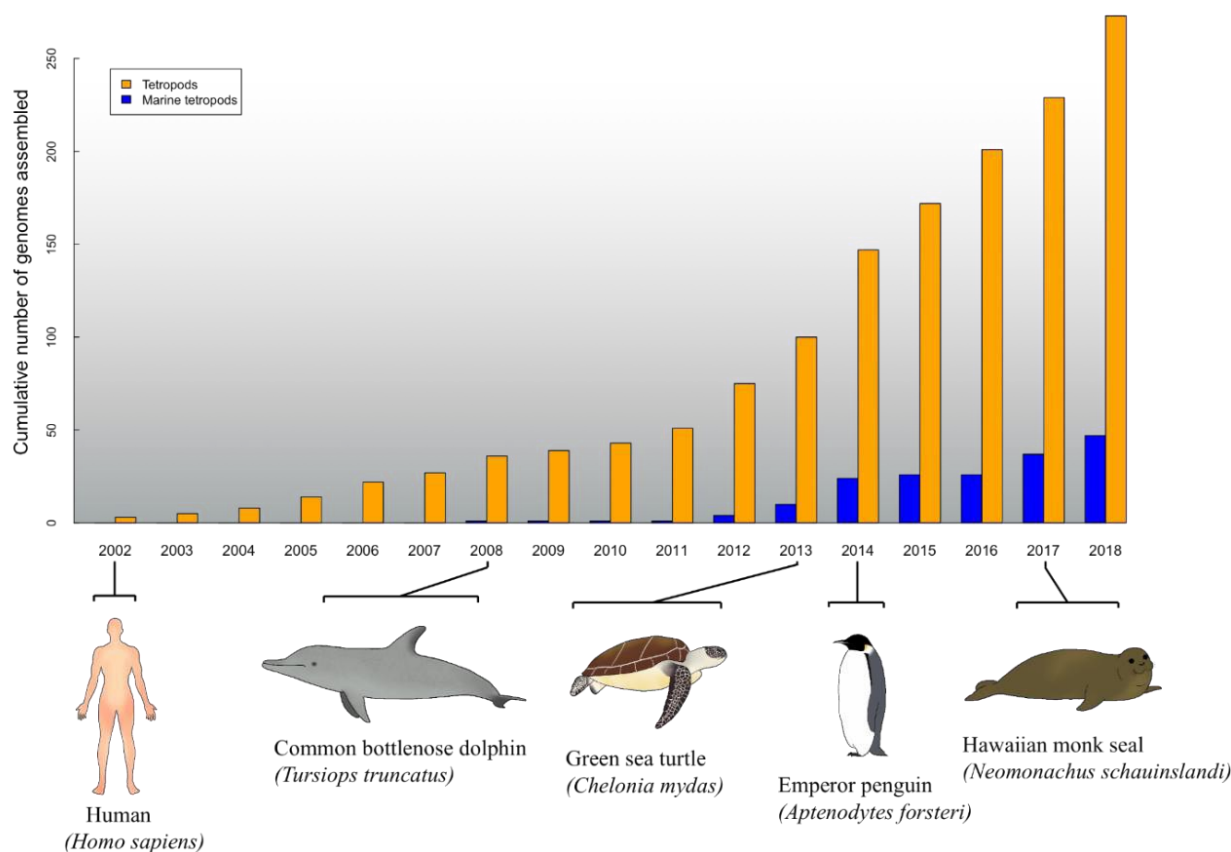 Cumulative number of genomes assembled
250
200
150
100
50
0
Tetropods
Marine tetropods
2002 2003 2004 2005 2006 2007 2008 2009 2010 2011 2012 2013 2014 2015 2016 2017 2018
Human
(Homo sapiens)
Common bottlenose dolphin
(Tursiops truncatus)
Green sea turtle
(Chelonia mydas)
Emperor penguin
(Aptenodytes forsteri)
Hawaiian monk seal
(Neomonachus schauinslandi)